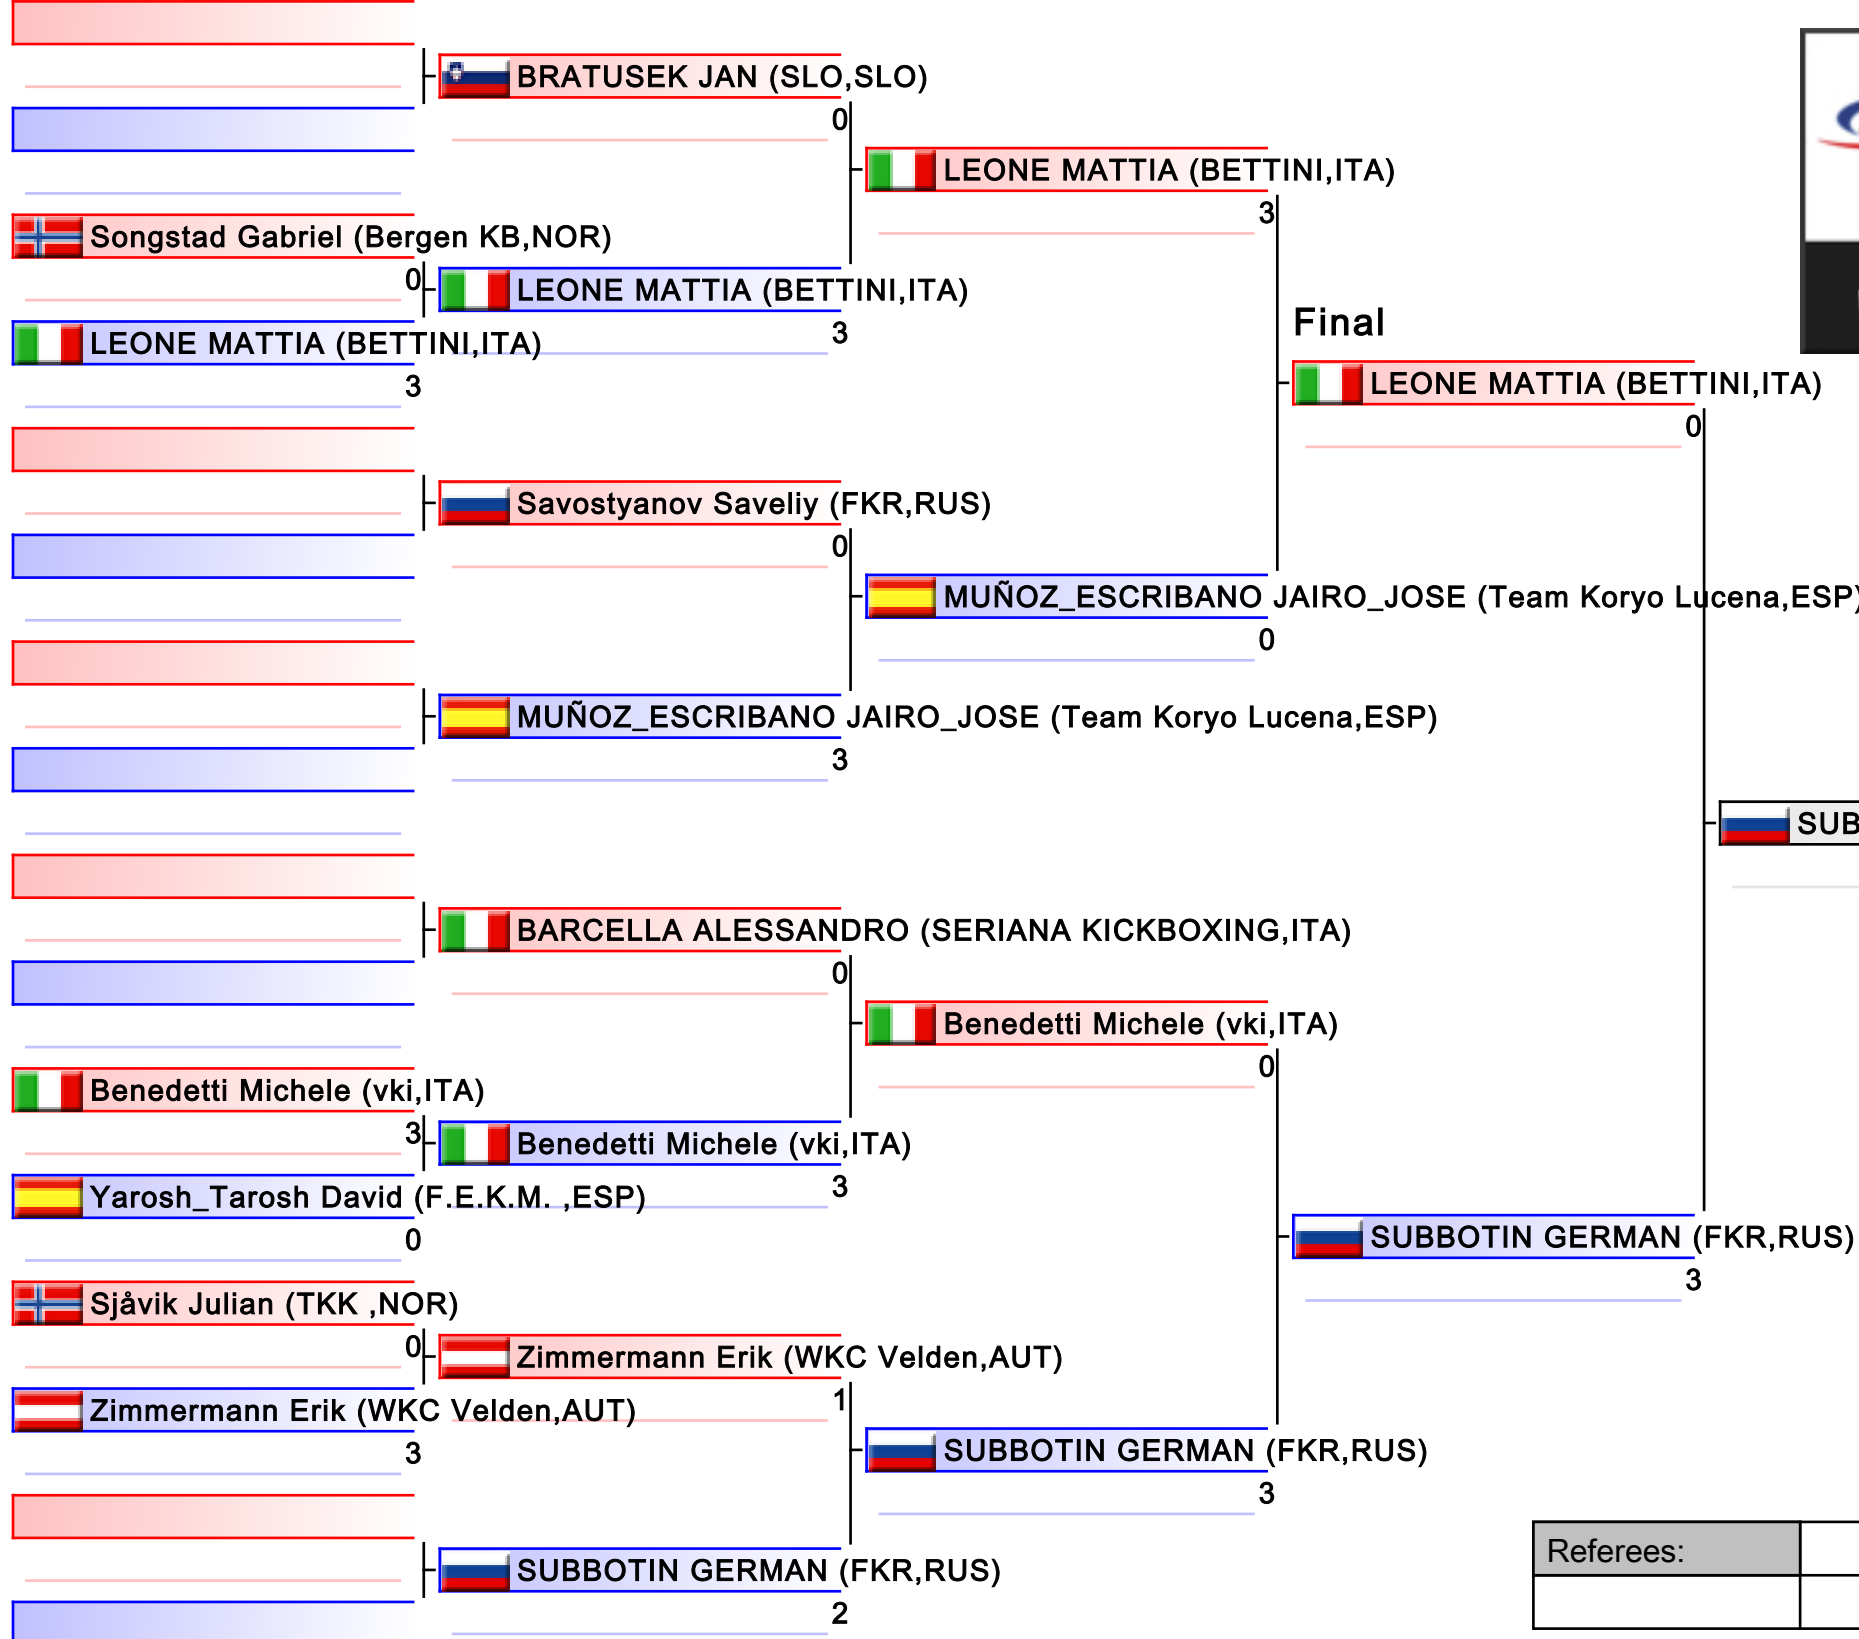 BRATUSEK JAN (SLO,SLO)
0
LEONE MATTIA (BETTINI,ITA)
3
Songstad Gabriel (Bergen KB,NOR)
0
LEONE MATTIA (BETTINI,ITA)
3
LEONE MATTIA (BETTINI,ITA)
3
Final
LEONE MATTIA (BETTINI,ITA)
0
Savostyanov Saveliy (FKR,RUS)
0
MUÑOZ_ESCRIBANO JAIRO_JOSE (Team Koryo Lucena,ESP)
0
MUÑOZ_ESCRIBANO JAIRO_JOSE (Team Koryo Lucena,ESP)
3
SUB
BARCELLA ALESSANDRO (SERIANA KICKBOXING,ITA)
0
Benedetti Michele (vki,ITA)
0
Benedetti Michele (vki,ITA)
3
Benedetti Michele (vki,ITA)
3
Yarosh_Tarosh David (F.E.K.M. ,ESP)
0
SUBBOTIN GERMAN (FKR,RUS)
3
Sjåvik Julian (TKK ,NOR)
0
Zimmermann Erik (WKC Velden,AUT)
1
Zimmermann Erik (WKC Velden,AUT)
3
SUBBOTIN GERMAN (FKR,RUS)
3
SUBBOTIN GERMAN (FKR,RUS)
2
Referees: